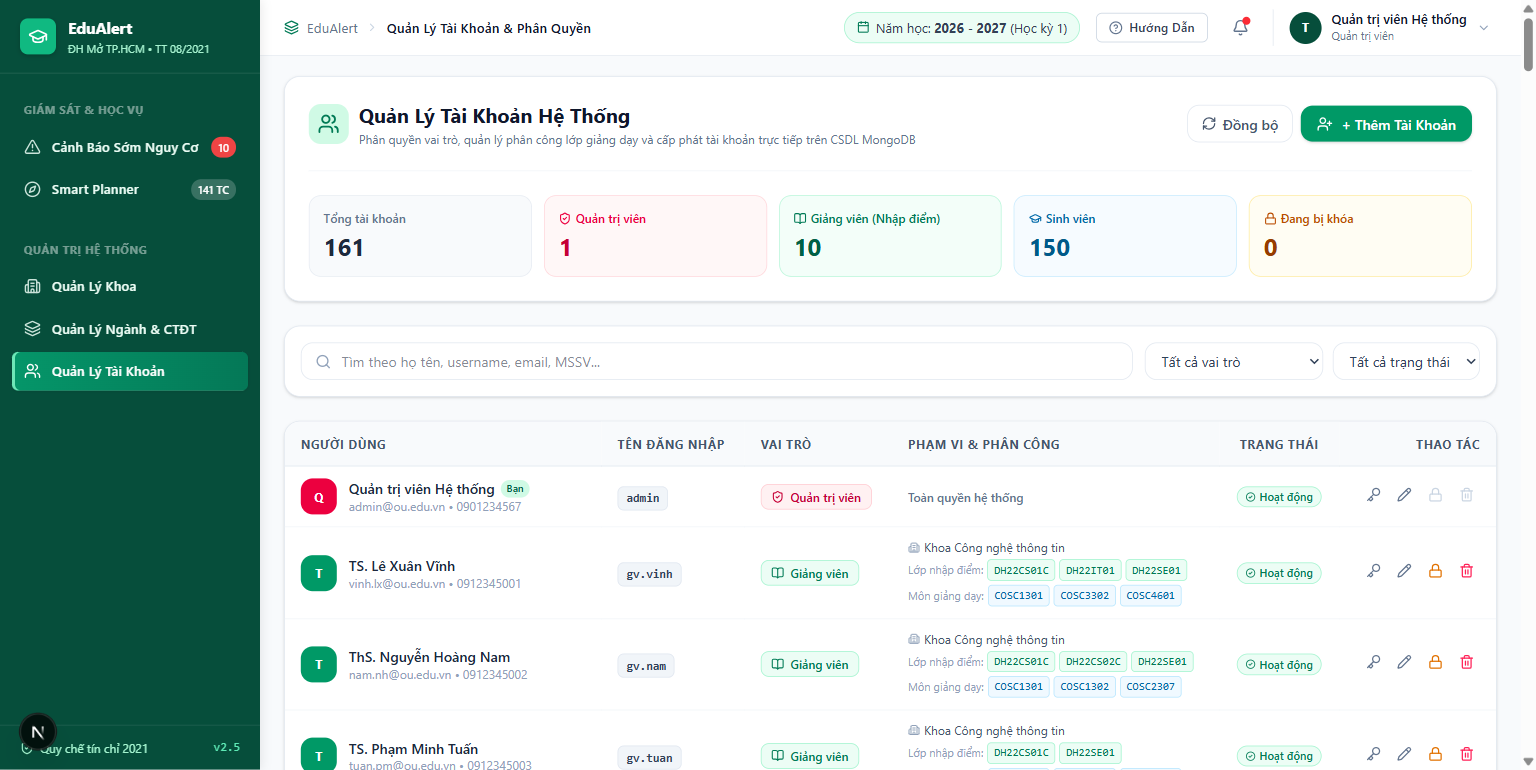 EduAlert
ĐH Mở TP.HCM • TT 08/2021
GIÁM SÁT & HỌC VỤ
Cảnh Báo Sớm Nguy Cơ 10
Smart Planner 141 TC
QUẢN TRỊ HỆ THỐNG
Quản Lý Khoa
Quản Lý Ngành & CTĐT
Quản Lý Tài Khoản
N
Quy chế tín chỉ 2021 v2.5
EduAlert Quản Lý Tài Khoản & Phân Quyền
Năm học: 2026 - 2027 (Học kỳ 1)
Hướng Dẫn
T
Quản trị viên Hệ thống
Quản trị viên
Quản Lý Tài Khoản Hệ Thống
Phân quyền vai trò, quản lý phân công lớp giảng dạy và cấp phát tài khoản trực tiếp trên CSDL MongoDB
Đồng bộ
+ Thêm Tài Khoản
Tổng tài khoản
161
Quản trị viên
1
Giảng viên (Nhập điểm)
10
Sinh viên
150
Đang bị khóa
0
Tìm theo họ tên, username, email, MSSV...
Tất cả vai trò
Tất cả trạng thái
NGƯỜI DÙNG TÊN ĐĂNG NHẬP VAI TRÒ PHẠM VI & PHÂN CÔNG TRẠNG THÁI THAO TÁC
Q
Quản trị viên Hệ thống Bạn
admin@ou.edu.vn • 0901234567
admin
Quản trị viên
Toàn quyền hệ thống
Hoạt động
T
TS. Lê Xuân Vĩnh
vinh.lx@ou.edu.vn • 0912345001
gv.vinh
Giảng viên
Khoa Công nghệ thông tin
Lớp nhập điểm: DH22CS01C DH22IT01 DH22SE01
Môn giảng dạy: COSC1301 COSC3302 COSC4601
Hoạt động
T
ThS. Nguyễn Hoàng Nam
nam.nh@ou.edu.vn • 0912345002
gv.nam
Giảng viên
Khoa Công nghệ thông tin
Lớp nhập điểm: DH22CS01C DH22CS02C DH22SE01
Môn giảng dạy: COSC1301 COSC1302 COSC2307
Hoạt động
T
TS. Phạm Minh Tuấn
tuan.pm@ou.edu.vn • 0912345003
gv.tuan
Giảng viên
Khoa Công nghệ thông tin
Lớp nhập điểm: DH22CS01C DH22SE01
Hoạt động